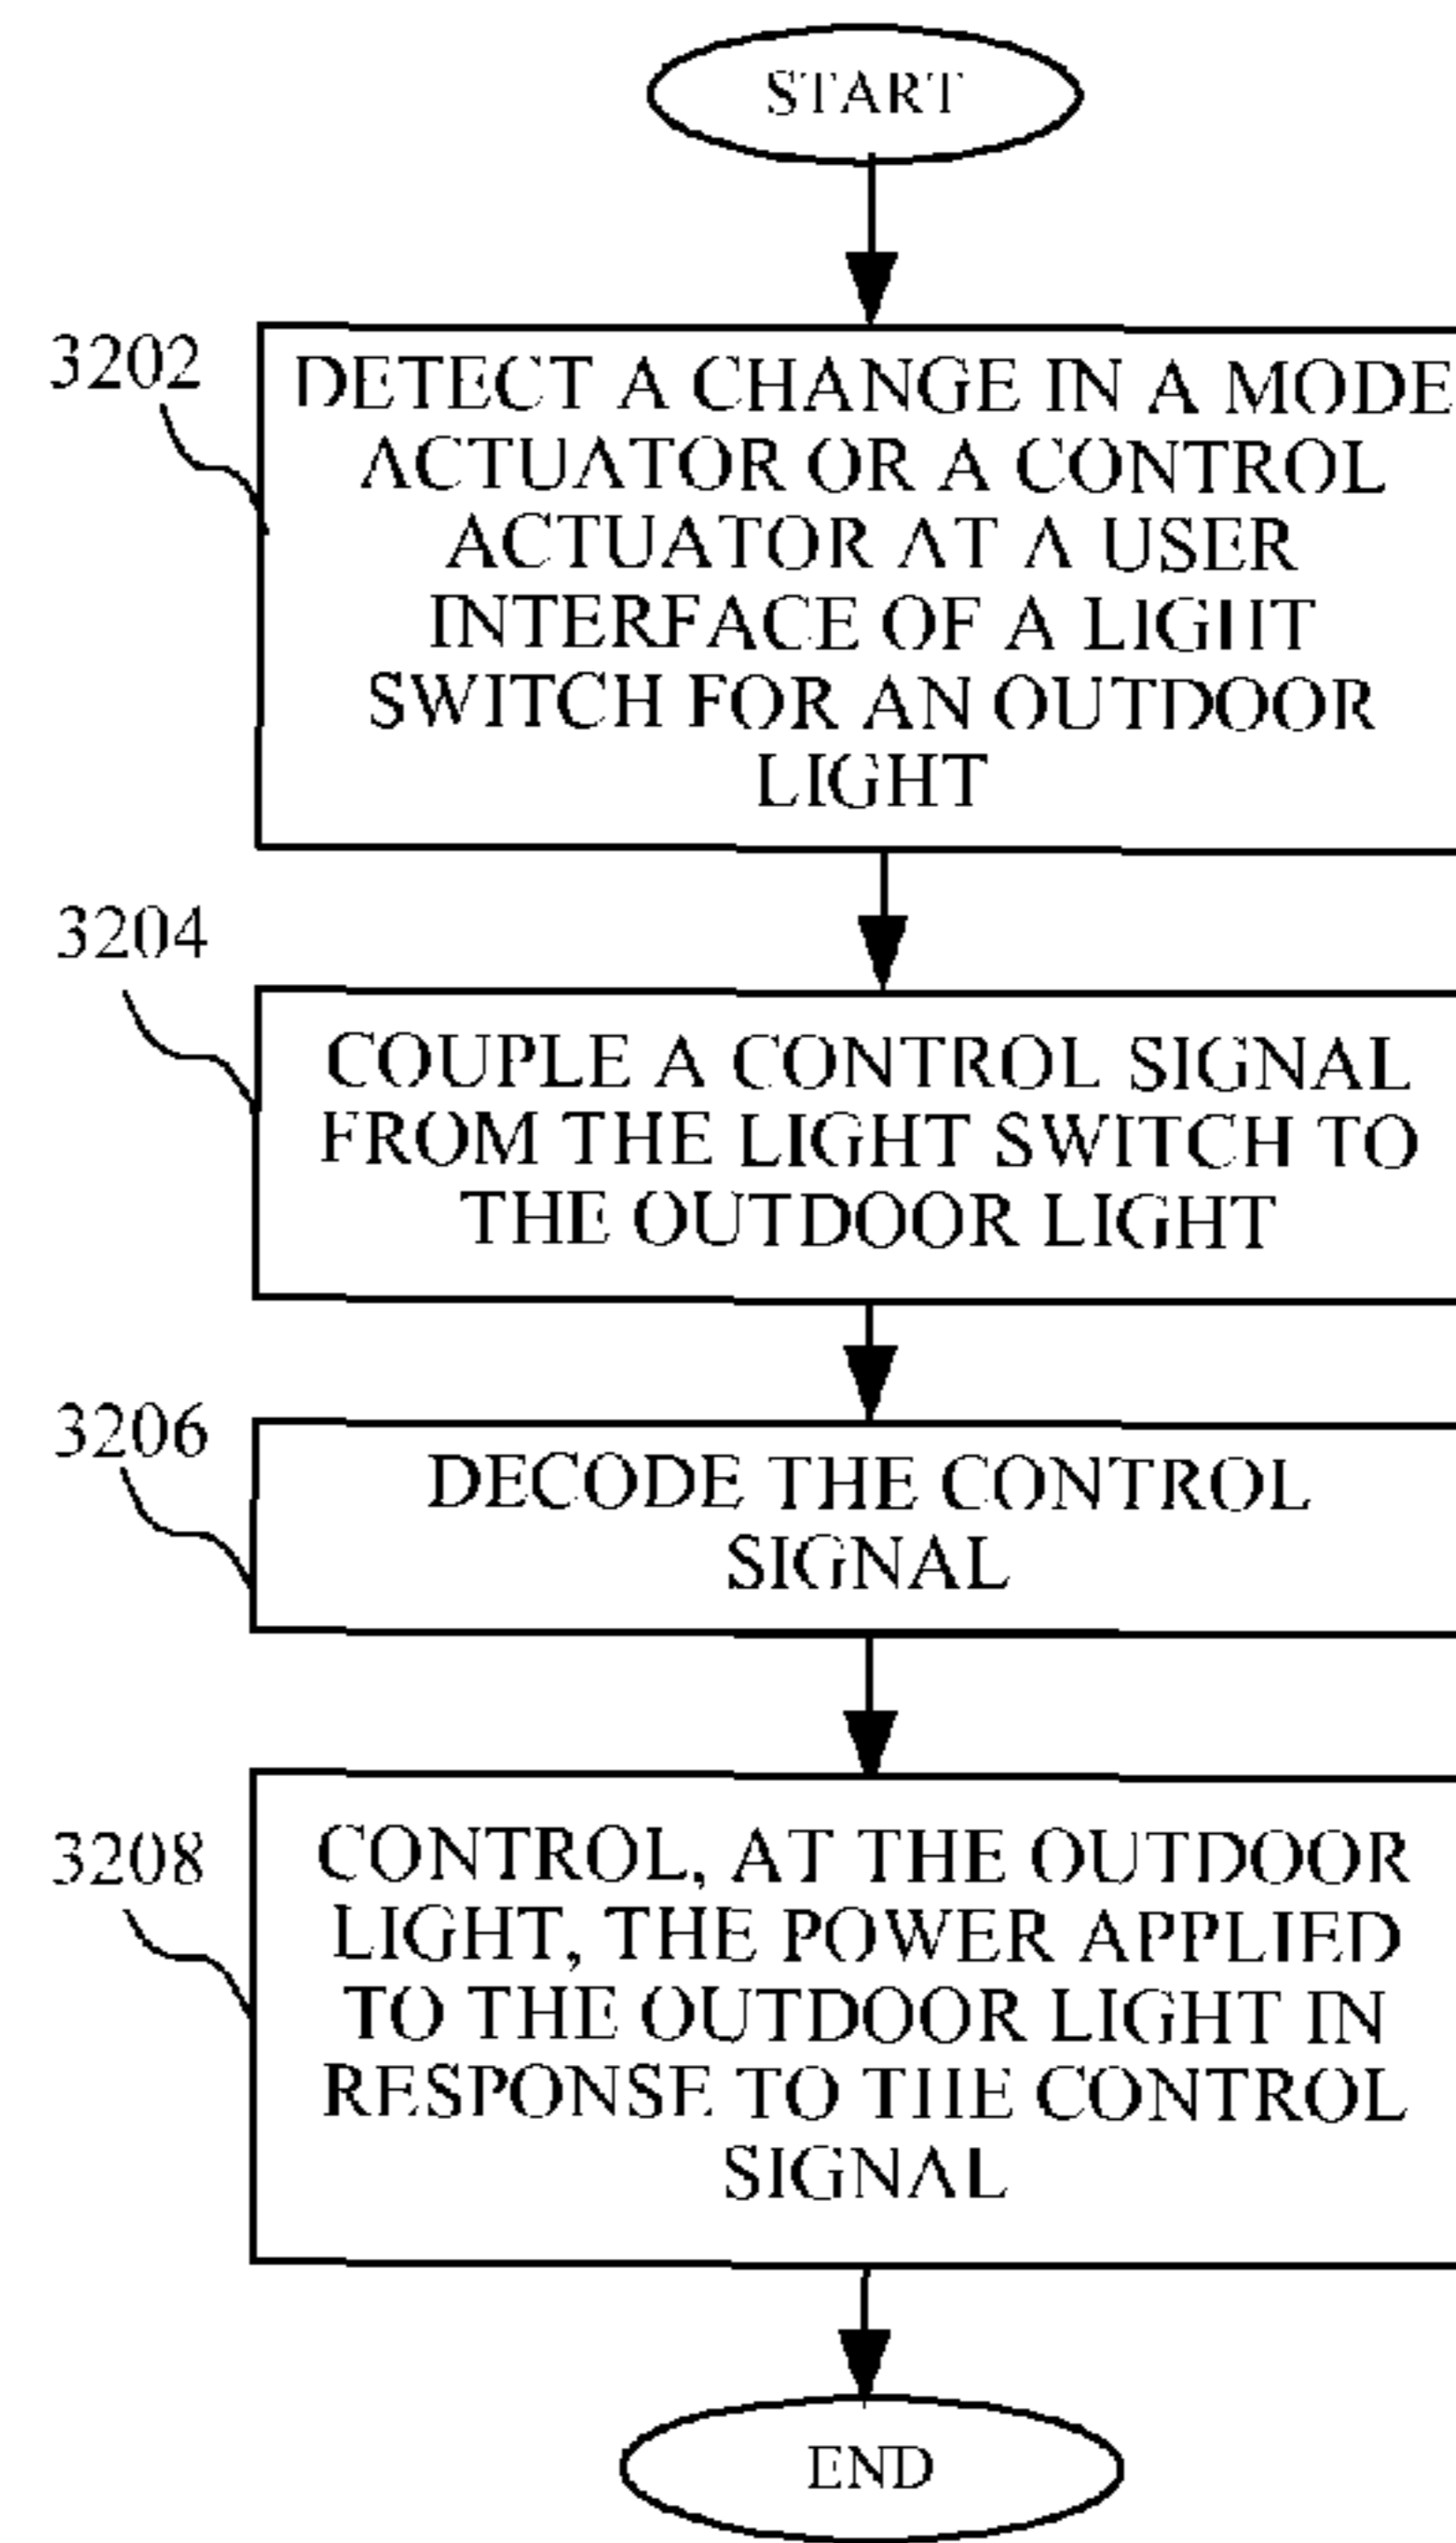 START
3202
DETECT A CHANGE IN A MODE
ACTUATOR OR A CONTROL
ACTUATOR AT A USER
INTERFACE OF A LIGHT
SWITCH FOR AN OUTDOOR
LIGHT
3204
COUPLE A CONTROL SIGNAL
FROM THE LIGHT SWITCH TO
THE OUTDOOR LIGHT
3206
DECODE THE CONTROL
SIGNAL
3208
CONTROL, AT THE OUTDOOR
LIGHT, THE POWER APPLIED
TO THE OUTDOOR LIGHT IN
RESPONSE TO THE CONTROL
SIGNAL
END